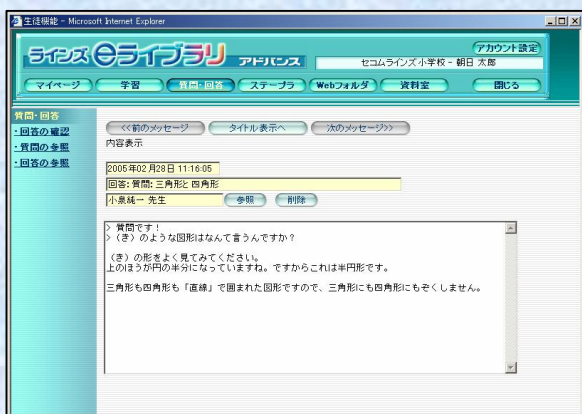 生徒機能 - Microsoft Internet Explorer
ラインズ eライブラリ アドバンス
アカウント設定
セコムラインズ小学校 - 朝日 太郎
マイページ 学習 質問・回答 ステープラ Webフォルダ 資料室 閉じる
質問・回答
・回答の確認
・質問の参照
・回答の参照
<<前のメッセージ タイトル表示へ 次のメッセージ>>
内容表示
2005年02月28日 11:16:05
回答: 質問: 三角形と四角形
小泉純一 先生 参照 削除
> 質問です！
> （き）のような図形はなんて言うんですか？
（き）の形をよく見てみてください。
上のほうが円の半分になっていますね。ですからこれは半円形です。
三角形も四角形も「直線」で囲まれた図形ですので、三角形にも四角形にもぞくしません。